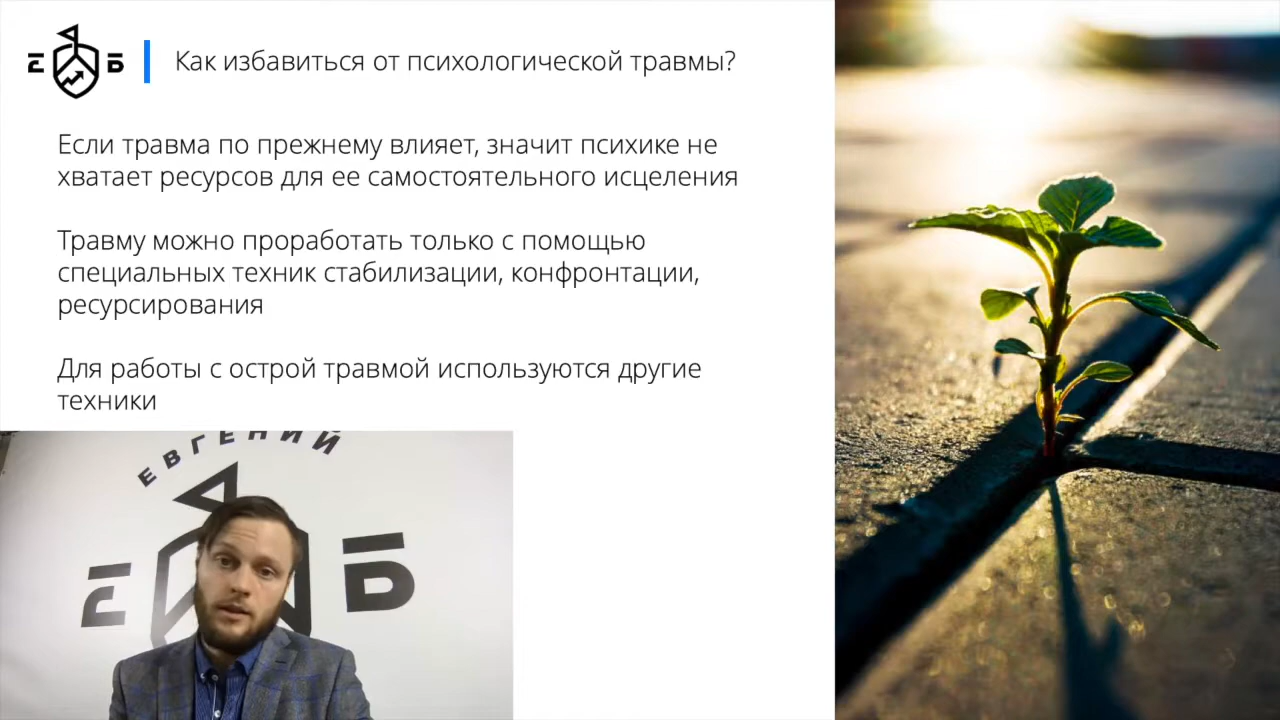 Е Б
Как избавиться от психологической травмы?
Если травма по прежнему влияет, значит психике не
хватает ресурсов для ее самостоятельного исцеления
Травму можно проработать только с помощью
специальных техник стабилизации, конфронтации,
ресурсирования
Для работы с острой травмой используются другие
техники
ЕВГЕНИЙ
Е Б